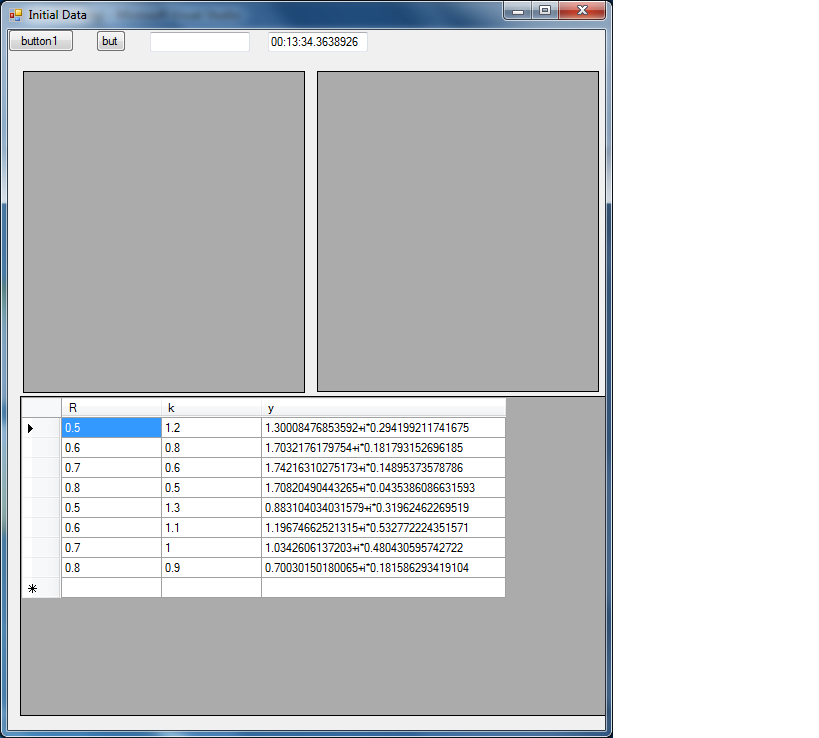 Initial Data
button1 but 00:13:34.3638926
R k y
0.5 1.2 1.30008476853592+i*0.294199211741675
0.6 0.8 1.7032176179754+i*0.181793152696185
0.7 0.6 1.74216310275173+i*0.14895373578786
0.8 0.5 1.70820490443265+i*0.0435386086631593
0.5 1.3 0.883104034031579+i*0.31962462269519
0.6 1.1 1.19674662521315+i*0.532772224351571
0.7 1 1.0342606137203+i*0.480430595742722
0.8 0.9 0.70030150180065+i*0.181586293419104